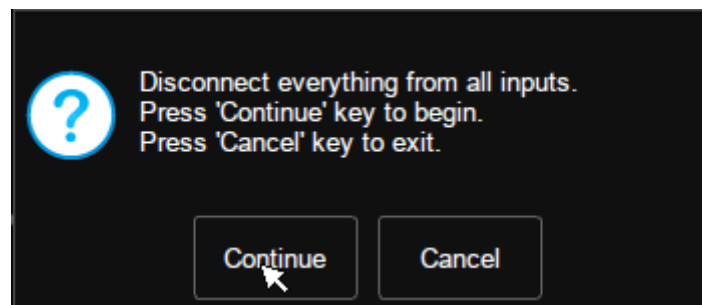 Disconnect everything from all inputs.
Press 'Continue' key to begin.
Press 'Cancel' key to exit.
Continue
Cancel